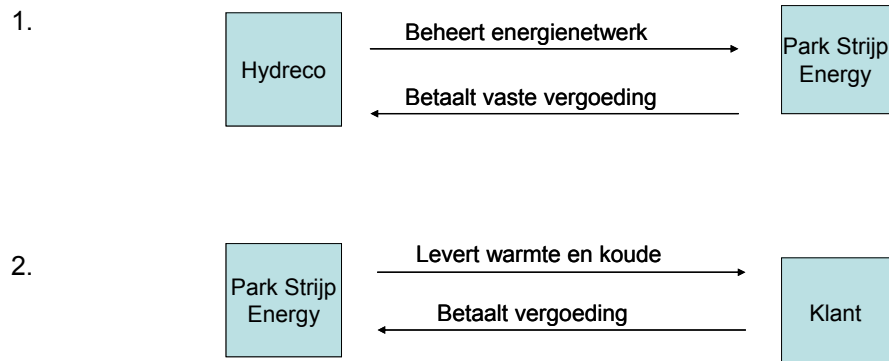 1.
Hydreco
Beheert energienetwerk
Betaalt vaste vergoeding
Park Strijp
Energy
2.
Park Strijp
Energy
Levert warmte en koude
Betaalt vergoeding
Klant